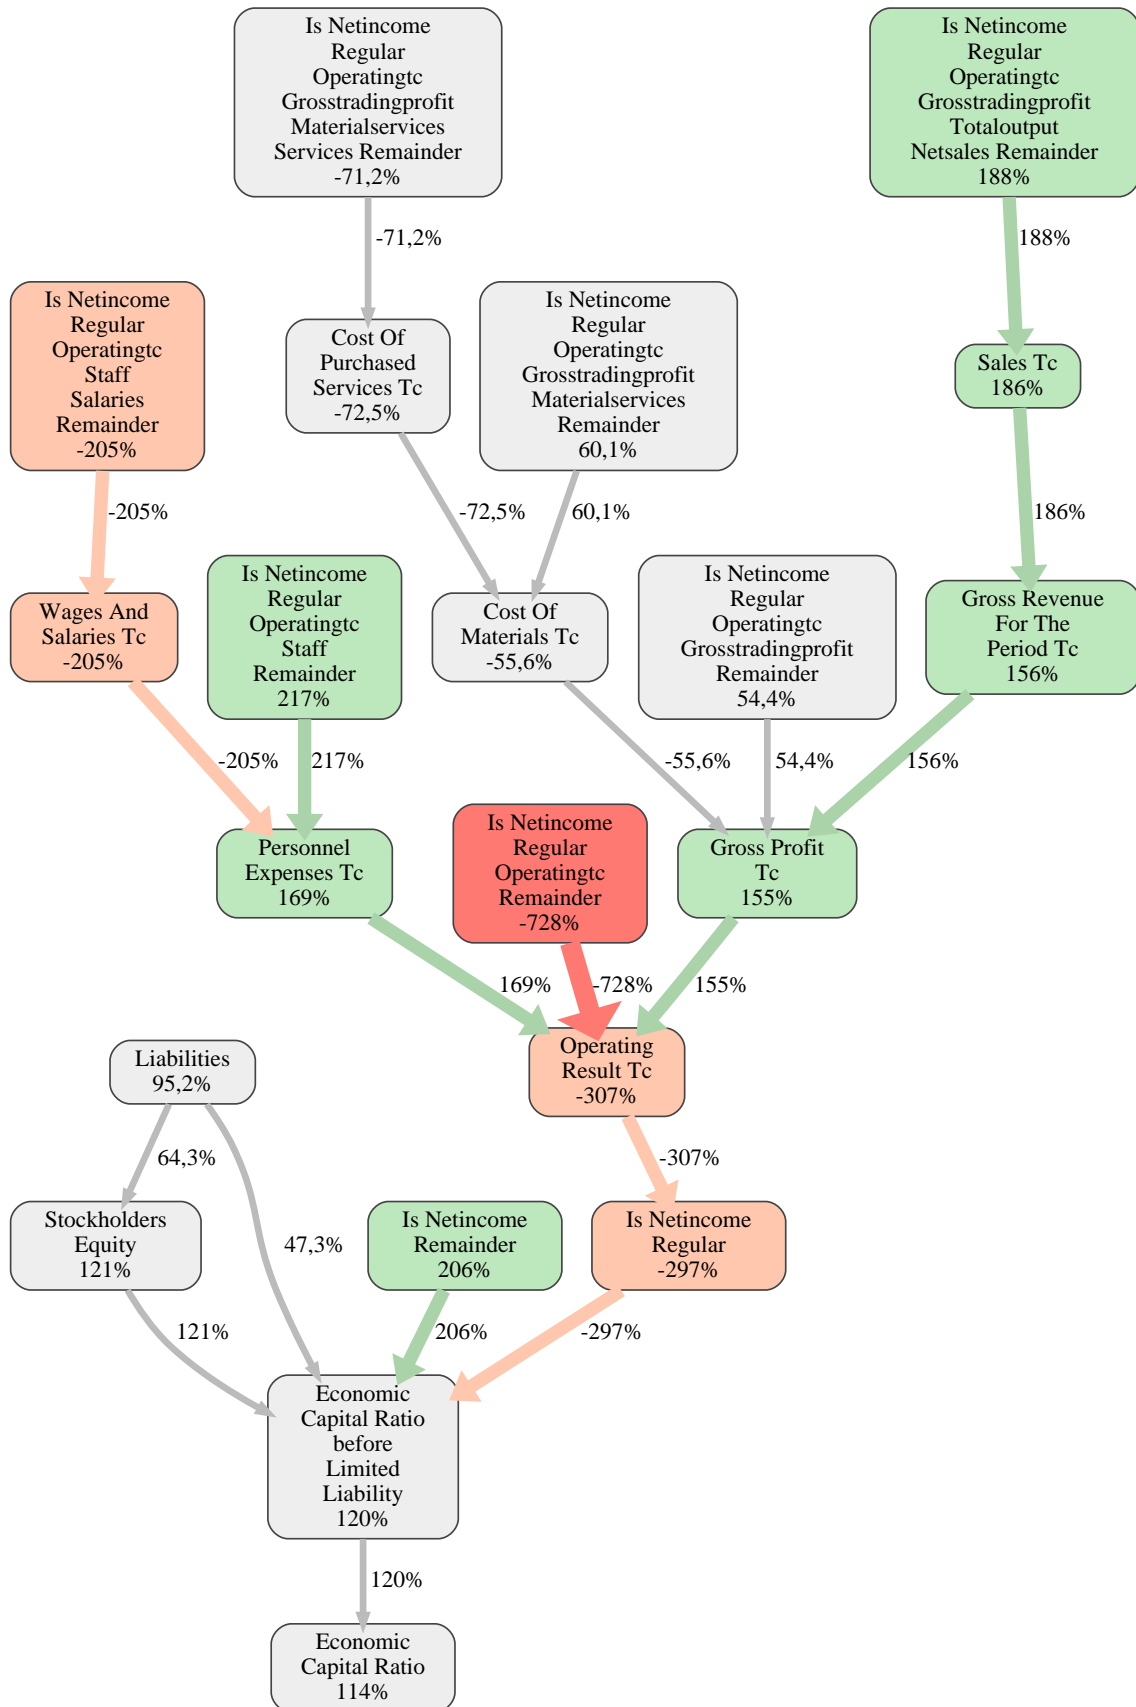 Is Netincome
Regular
Operatingtc
Grosstradingprofit
Materialservices
Services Remainder
-71,2%
Is Netincome
Regular
Operatingtc
Grosstradingprofit
Totaloutput
Netsales Remainder
188%
-71,2%
188%
Is Netincome
Regular
Operatingtc
Staff
Salaries
Remainder
-205%
Cost Of
Purchased
Services Tc
-72,5%
Is Netincome
Regular
Operatingtc
Grosstradingprofit
Materialservices
Remainder
60,1%
Sales Tc
186%
-205%
-72,5%
60,1%
186%
Wages And
Salaries Tc
-205%
Is Netincome
Regular
Operatingtc
Staff
Remainder
217%
Cost Of
Materials Tc
-55,6%
Is Netincome
Regular
Operatingtc
Grosstradingprofit
Remainder
54,4%
Gross Revenue
For The
Period Tc
156%
-205%
217%
-55,6%
54,4%
156%
Personnel
Expenses Tc
169%
Is Netincome
Regular
Operatingtc
Remainder
-728%
Gross Profit
Tc
155%
169%
-728%
155%
Liabilities
95,2%
Operating
Result Tc
-307%
64,3%
-307%
Stockholders
Equity
121%
47,3%
Is Netincome
Remainder
206%
Is Netincome
Regular
-297%
121%
206%
-297%
Economic
Capital Ratio
before
Limited
Liability
120%
120%
Economic
Capital Ratio
114%